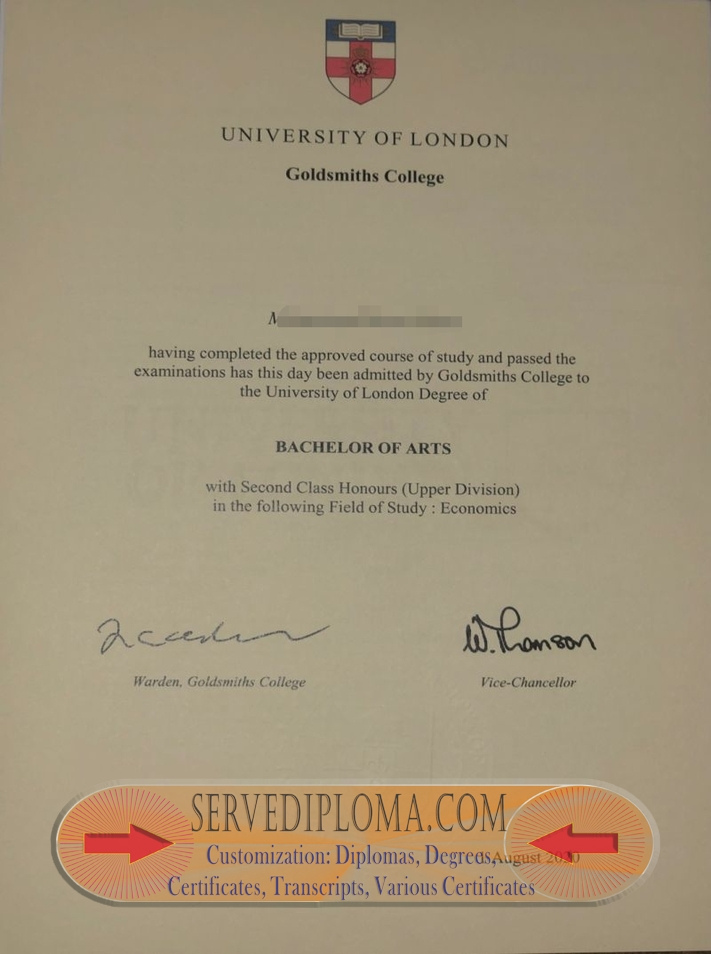 UNIVERSITY OF LONDON
Goldsmiths College
M
having completed the approved course of study and passed the
examinations has this day been admitted by Goldsmiths College to
the University of London Degree of
BACHELOR OF ARTS
with Second Class Honours (Upper Division)
in the following Field of Study : Economics
W. Thomson
Warden, Goldsmiths College
Vice-Chancellor
SERVEDIPLOMA.COM
Customization: Diplomas, Degrees,
August 2020
Certificates, Transcripts, Various Certificates